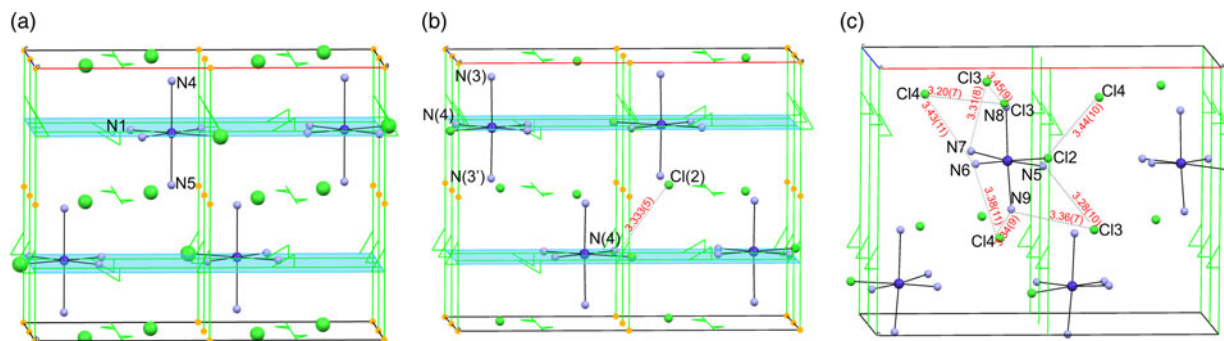 (a)
N4
N1
N5
(b)
N(3)
N(4)
N(3')
Cl(2)
3.333(5)
N(4)
(c)
Cl3
3.45(9)
Cl4
3.20(7)
3.31(8)
Cl3
Cl4
3.43(11)
N8
3.44(10)
N7
Cl2
N6
N5
3.38(11)
N9
3.28(10)
3.36(7)
3.34(9)
Cl4
Cl3